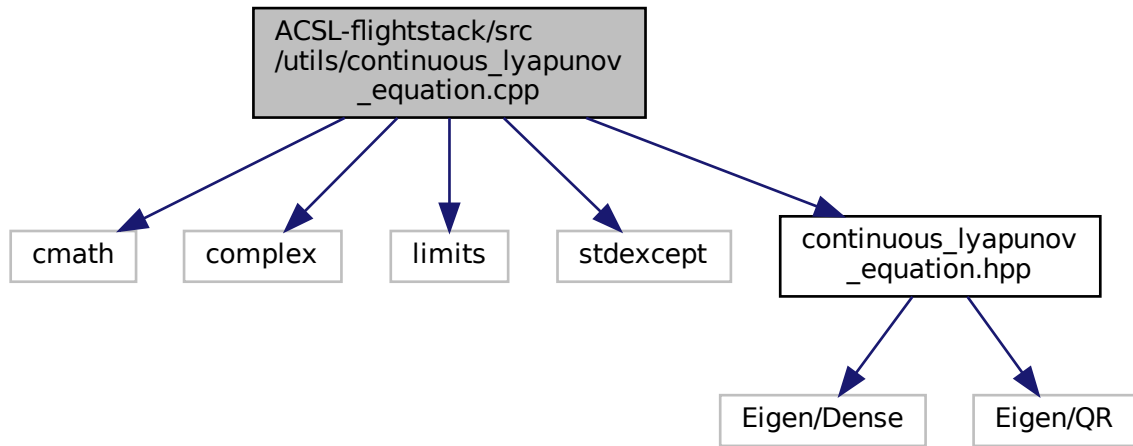 ACSL-flightstack/src
/utils/continuous_lyapunov
_equation.cpp
cmath
complex
limits
stdexcept
continuous_lyapunov
_equation.hpp
Eigen/Dense
Eigen/QR